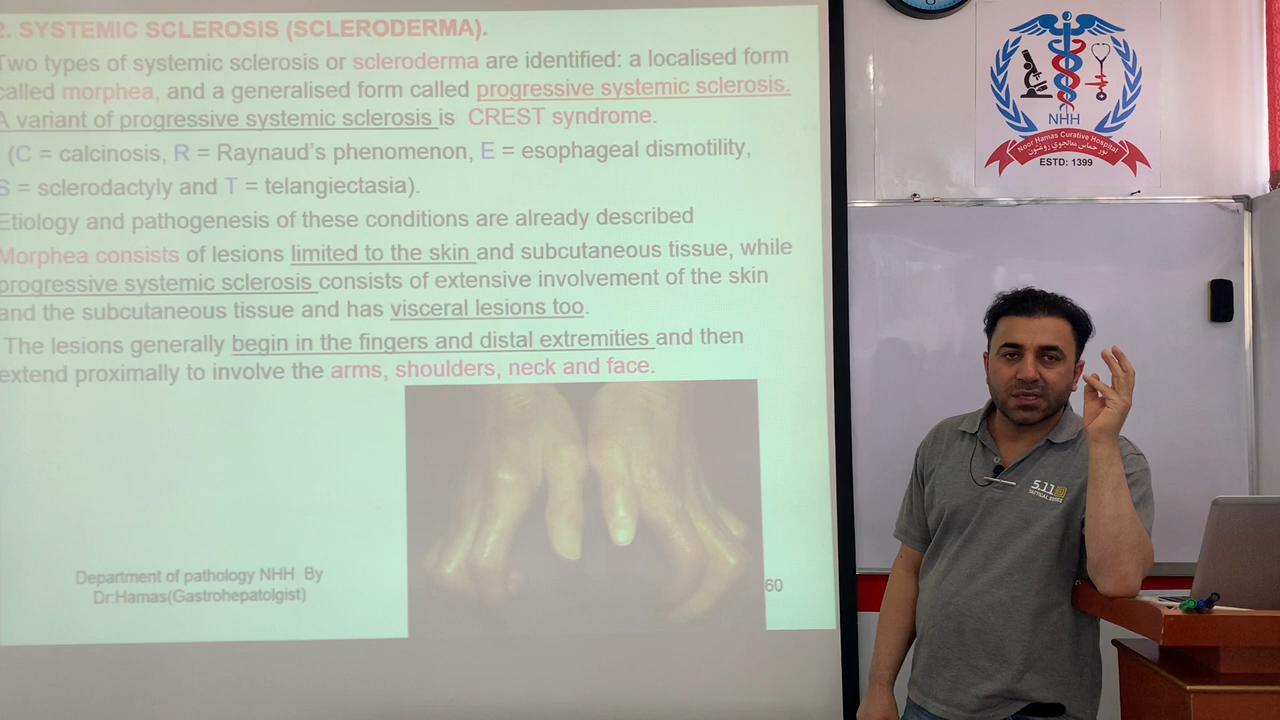 2. SYSTEMIC SCLEROSIS (SCLERODERMA).
Two types of systemic sclerosis or scleroderma are identified: a localised form
called morphea, and a generalised form called progressive systemic sclerosis.
A variant of progressive systemic sclerosis is CREST syndrome.
(C = calcinosis, R = Raynaud's phenomenon, E = esophageal dismotility,
S = sclerodactyly and T = telangiectasia).
Etiology and pathogenesis of these conditions are already described
Morphea consists of lesions limited to the skin and subcutaneous tissue, while
progressive systemic sclerosis consists of extensive involvement of the skin
and the subcutaneous tissue and has visceral lesions too.
The lesions generally begin in the fingers and distal extremities and then
extend proximally to involve the arms, shoulders, neck and face.
Department of pathology NHH By
Dr:Hamas(Gastrohepatolgist)
60
NHH
Noor Hamas Curative Hospital
نور حماس معالجوي روغتون
ESTD: 1399
5.11
TACTICAL SERIES